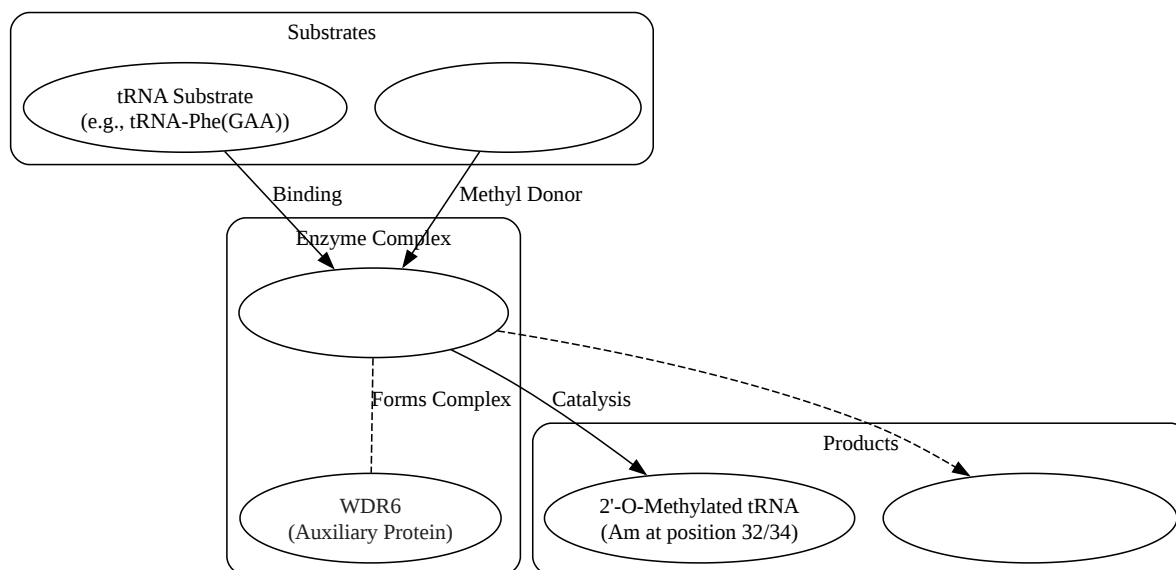 Substrates
tRNA Substrate
(e.g., tRNA-Phe(GAA))
Binding
Methyl Donor
Enzyme Complex
Forms Complex
Catalysis
Products
WDR6
(Auxiliary Protein)
2'-O-Methylated tRNA
(Am at position 32/34)